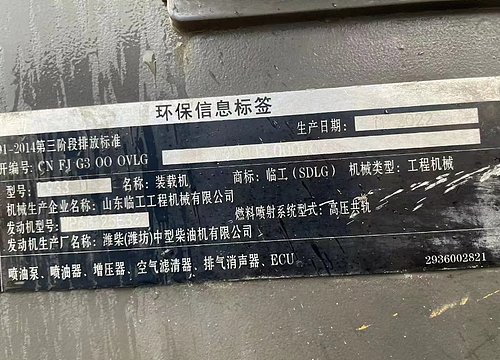 环保信息标签
1-2014第三阶段排放标准 生产日期:
开编号: CN FJ G3 OO OVLG
型号: 名称: 装载机 商标: 临工(SDLG) 机械类型: 工程机械
机械生产企业名称: 山东临工工程机械有限公司
发动机型号: 燃料喷射系统型式: 高压共轨
发动机生产厂名称: 潍柴(潍坊)中型柴油机有限公司
喷油泵、喷油器、增压器、空气滤清器、排气消声器、ECU 2936002821